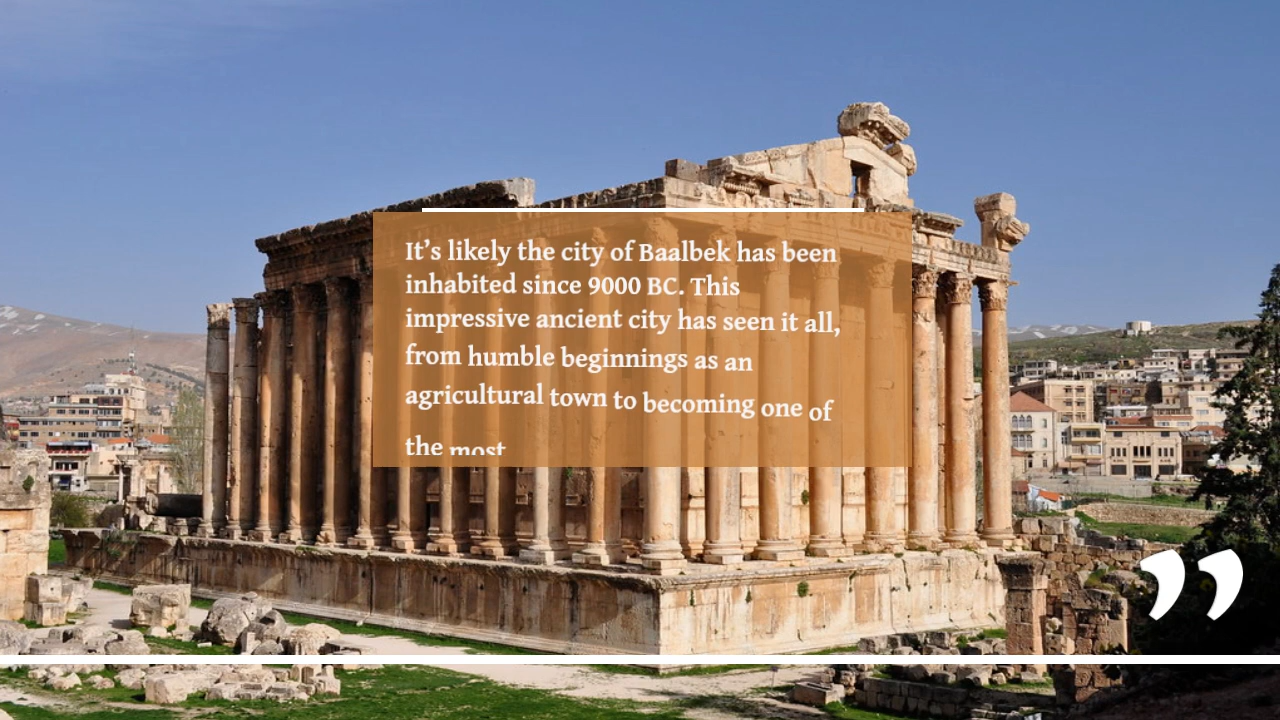 It’s likely the city of Baalbek has been
inhabited since 9000 BC. This
impressive ancient city has seen it all,
from humble beginnings as an
agricultural town to becoming one of
the most
”